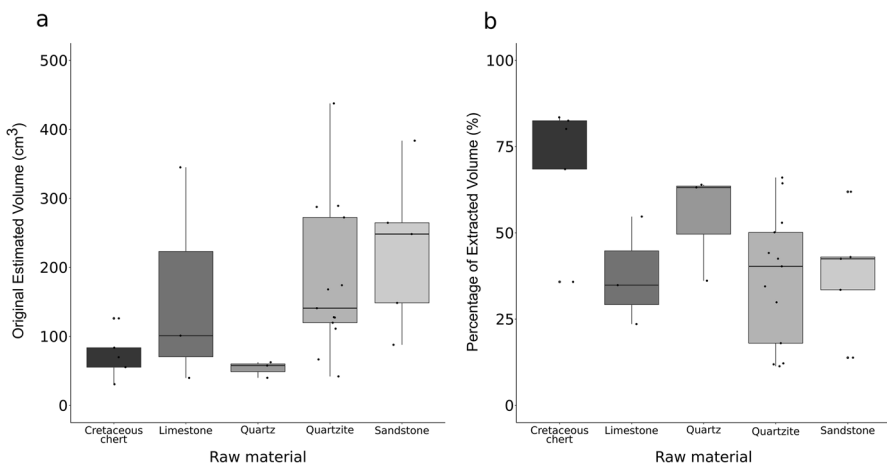 a
Original Estimated Volume (cm³)
500
400
300
200
100
0
Cretaceous
chert
Limestone
Quartz
Quartzite
Sandstone
Raw material
b
Percentage of Extracted Volume (%)
100
75
50
25
0
Cretaceous
chert
Limestone
Quartz
Quartzite
Sandstone
Raw material